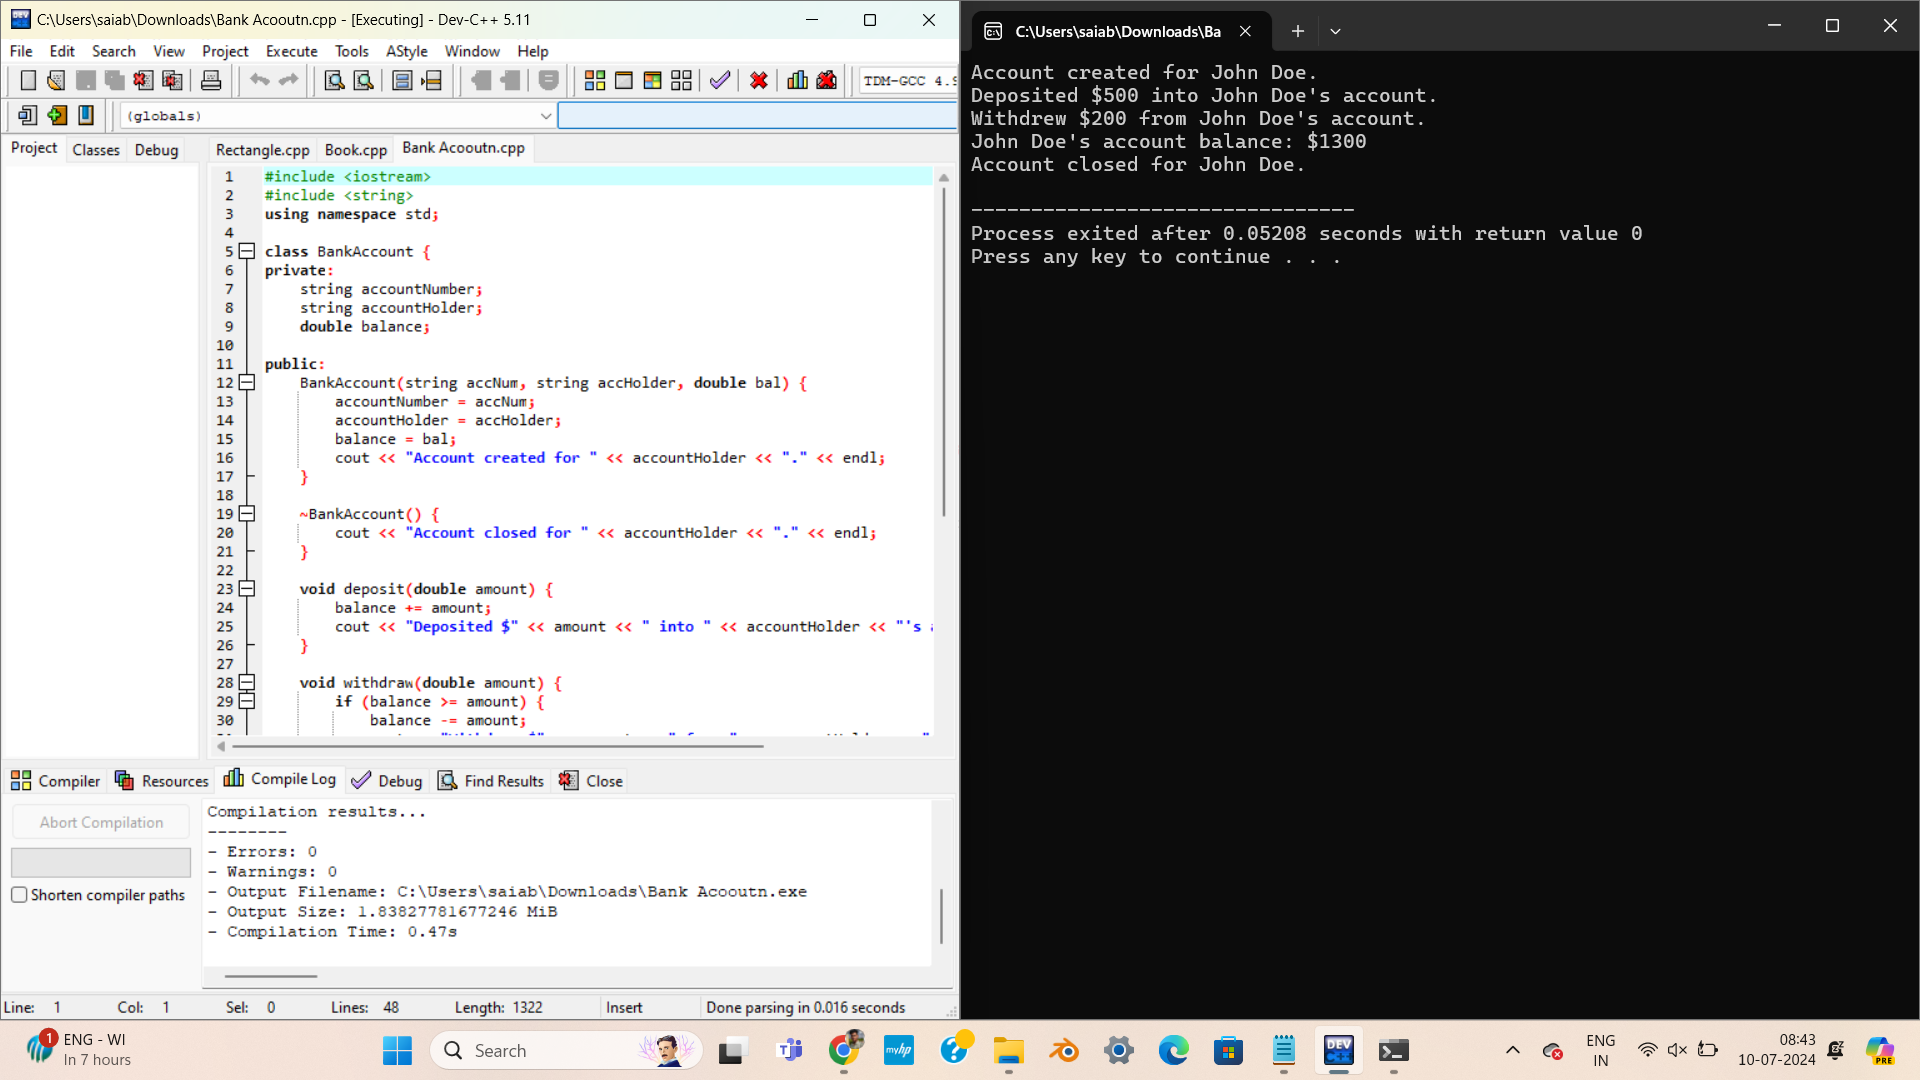 C:\Users\saiab\Downloads\Bank Acooutn.cpp - [Executing] - Dev-C++ 5.11
File Edit Search View Project Execute Tools AStyle Window Help
TDM-GCC 4.9
(globals)
Project Classes Debug
Rectangle.cpp Book.cpp Bank Acooutn.cpp
1 #include <iostream>
2 #include <string>
3 using namespace std;
4
5 class BankAccount {
6 private:
7 string accountNumber;
8 string accountHolder;
9 double balance;
10
11 public:
12 BankAccount(string accNum, string accHolder, double bal) {
13 accountNumber = accNum;
14 accountHolder = accHolder;
15 balance = bal;
16 cout << "Account created for " << accountHolder << "." << endl;
17 }
18
19 ~BankAccount() {
20 cout << "Account closed for " << accountHolder << "." << endl;
21 }
22
23 void deposit(double amount) {
24 balance += amount;
25 cout << "Deposited $" << amount << " into " << accountHolder << "'s
26 }
27
28 void withdraw(double amount) {
29 if (balance >= amount) {
30 balance -= amount;
Compiler Resources Compile Log Debug Find Results Close
Abort Compilation
Shorten compiler paths
Compilation results...
--------
- Errors: 0
- Warnings: 0
- Output Filename: C:\Users\saiab\Downloads\Bank Acooutn.exe
- Output Size: 1.83827781677246 MiB
- Compilation Time: 0.47s
Line: 1 Col: 1 Sel: 0 Lines: 48 Length: 1322 Insert Done parsing in 0.016 seconds
C:\Users\saiab\Downloads\Ba
Account created for John Doe.
Deposited $500 into John Doe's account.
Withdrew $200 from John Doe's account.
John Doe's account balance: $1300
Account closed for John Doe.
--------------------------------
Process exited after 0.05208 seconds with return value 0
Press any key to continue . . .
1
ENG - WI
In 7 hours
Search
myhp
DEV
C++
ENG
IN
08:43
10-07-2024
PRE